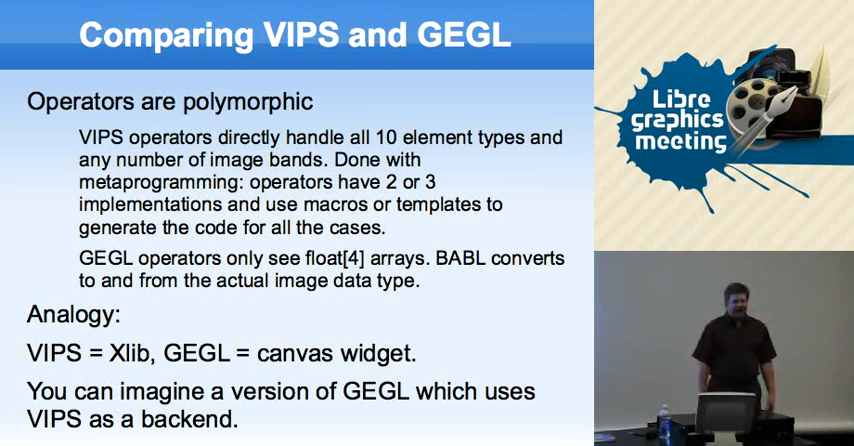 Comparing VIPS and GEGL
Operators are polymorphic
VIPS operators directly handle all 10 element types and
any number of image bands. Done with
metaprogramming: operators have 2 or 3
implementations and use macros or templates to
generate the code for all the cases.
GEGL operators only see float[4] arrays. BABL converts
to and from the actual image data type.
Analogy:
VIPS = Xlib, GEGL = canvas widget.
You can imagine a version of GEGL which uses
VIPS as a backend.
Libre
graphics
meeting